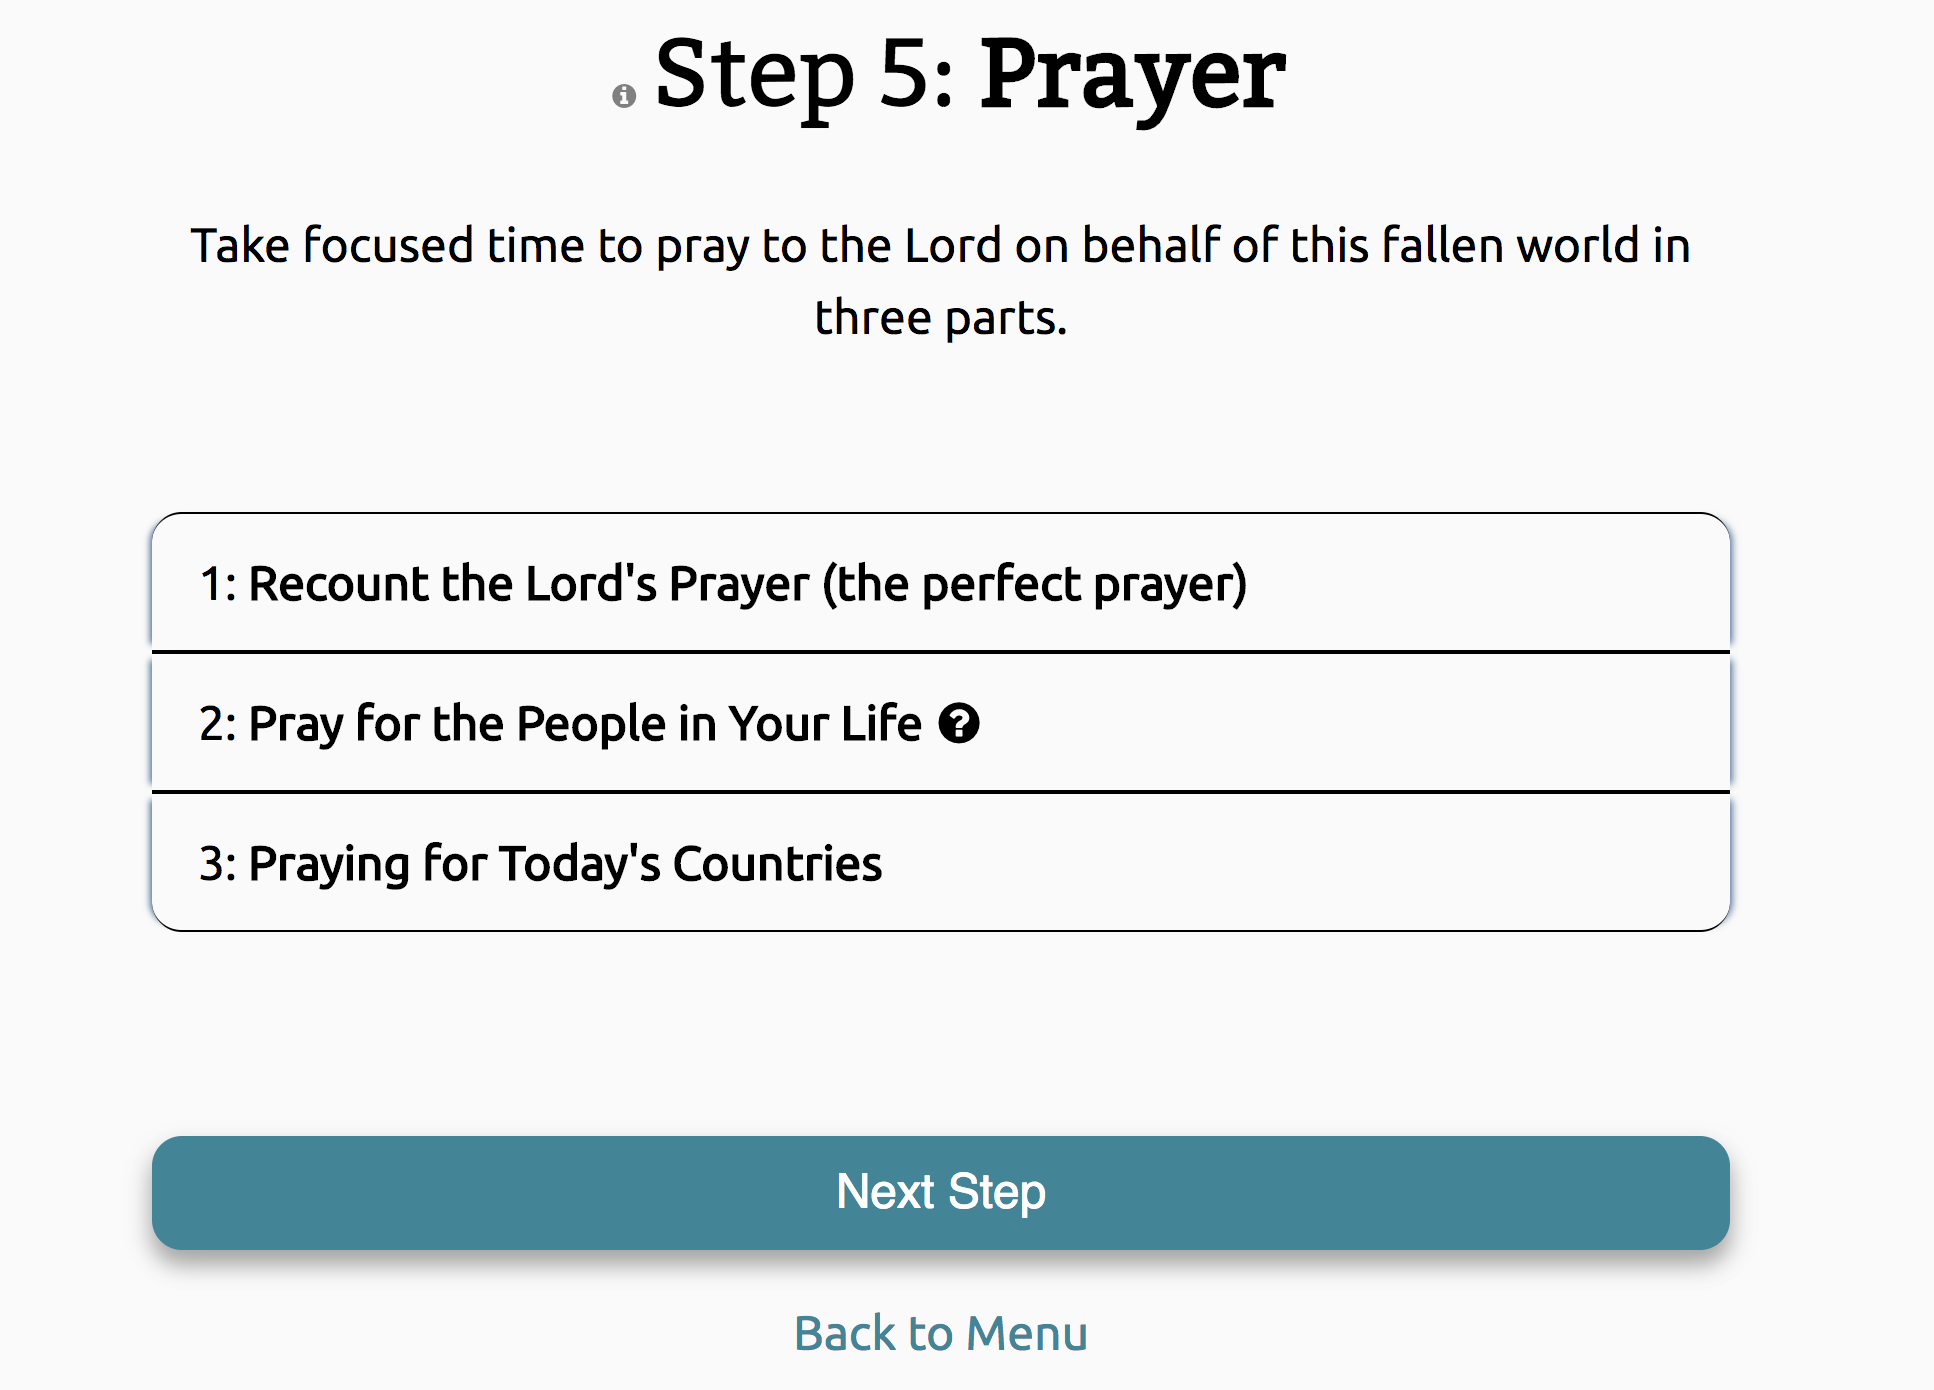 Step 5: Prayer
Take focused time to pray to the Lord on behalf of this fallen world in
three parts.
1: Recount the Lord's Prayer (the perfect prayer)
2: Pray for the People in Your Life
3: Praying for Today's Countries
Next Step
Back to Menu